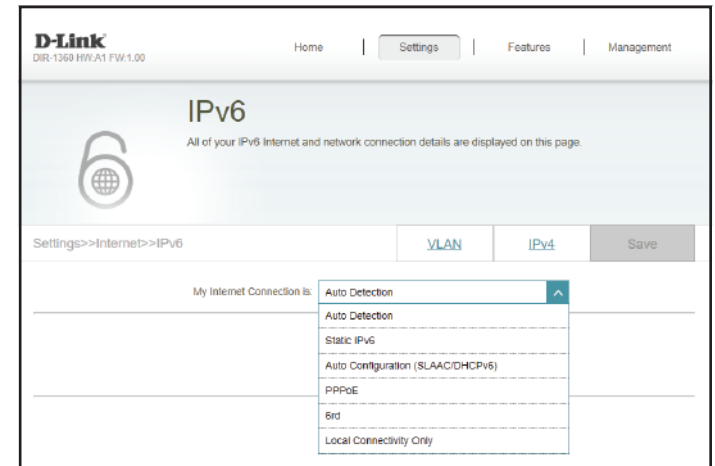 D-Link
DIR-1360 HW:A1 FW:1.00
Home | Settings | Features | Management
IPv6
All of your IPv6 Internet and network connection details are displayed on this page.
Settings>>Internet>>IPv6 VLAN IPv4 Save
My Internet Connection is: Auto Detection
Auto Detection
Static IPv6
Auto Configuration (SLAAC/DHCPv6)
PPPoE
6rd
Local Connectivity Only